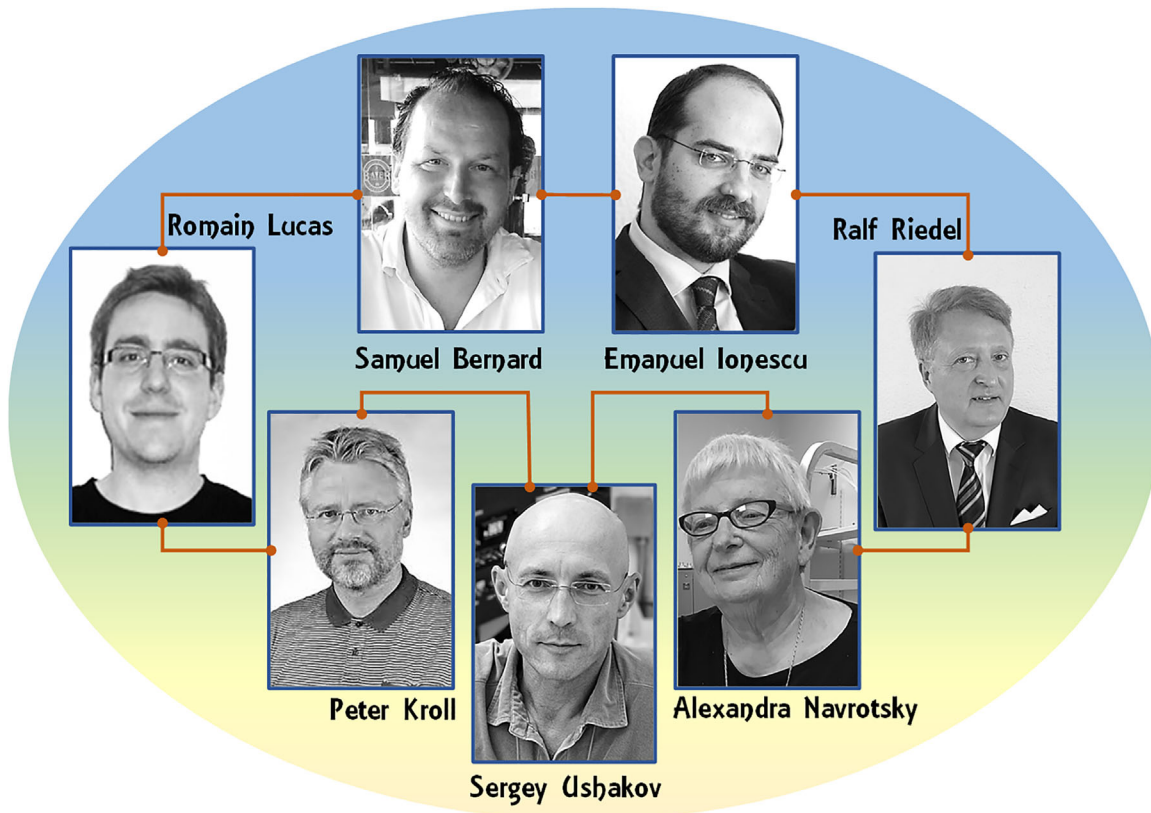 Romain Lucas
Ralf Riedel
Samuel Bernard
Emanuel Ionescu
Peter Kroll
Alexandra Navrotsky
Sergey Ushakov